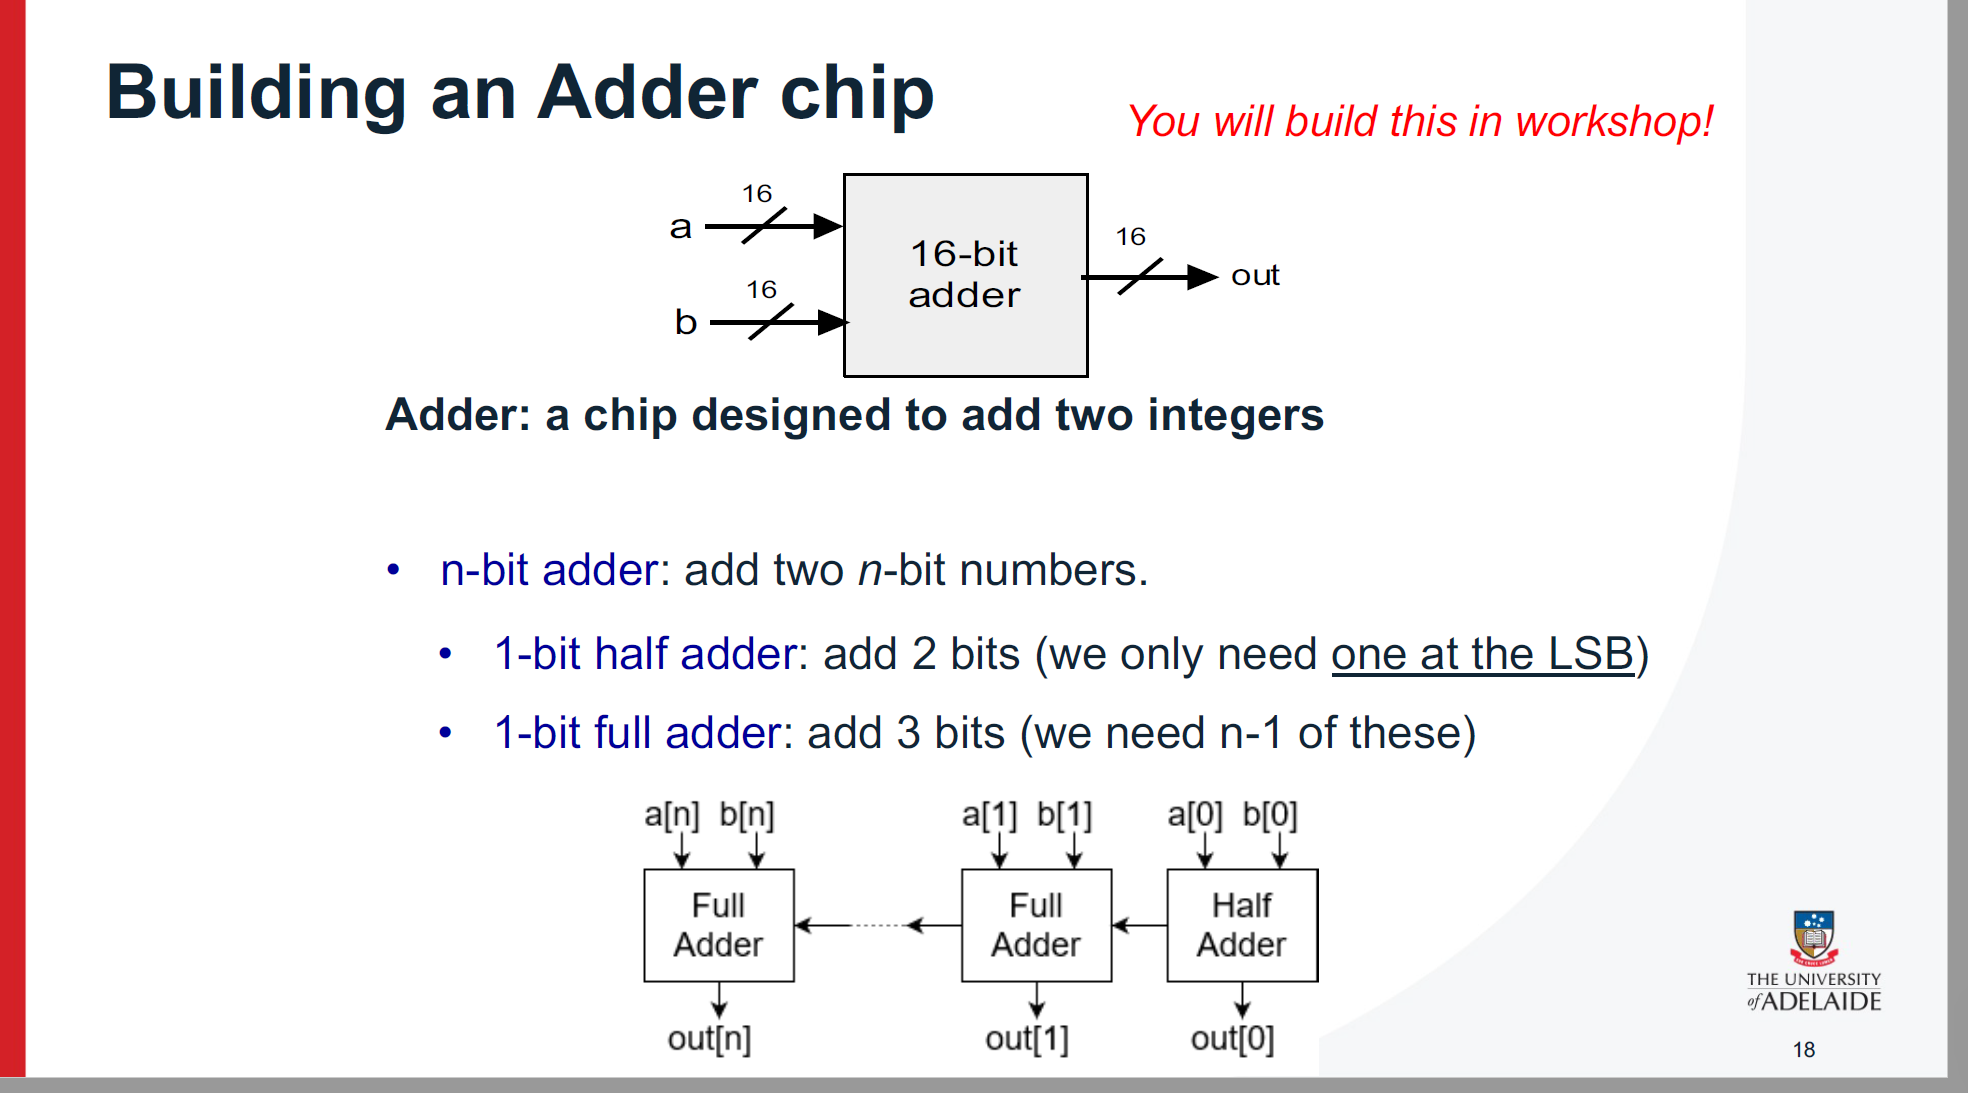 Building an Adder chip
You will build this in workshop!
16
a
16
b
16-bit
adder
16
out
Adder: a chip designed to add two integers
• n-bit adder: add two n-bit numbers.
• 1-bit half adder: add 2 bits (we only need one at the LSB)
• 1-bit full adder: add 3 bits (we need n-1 of these)
a[n] b[n] a[1] b[1] a[0] b[0]
Full Full Half
Adder Adder Adder
out[n] out[1] out[0]
THE UNIVERSITY
of ADELAIDE
18